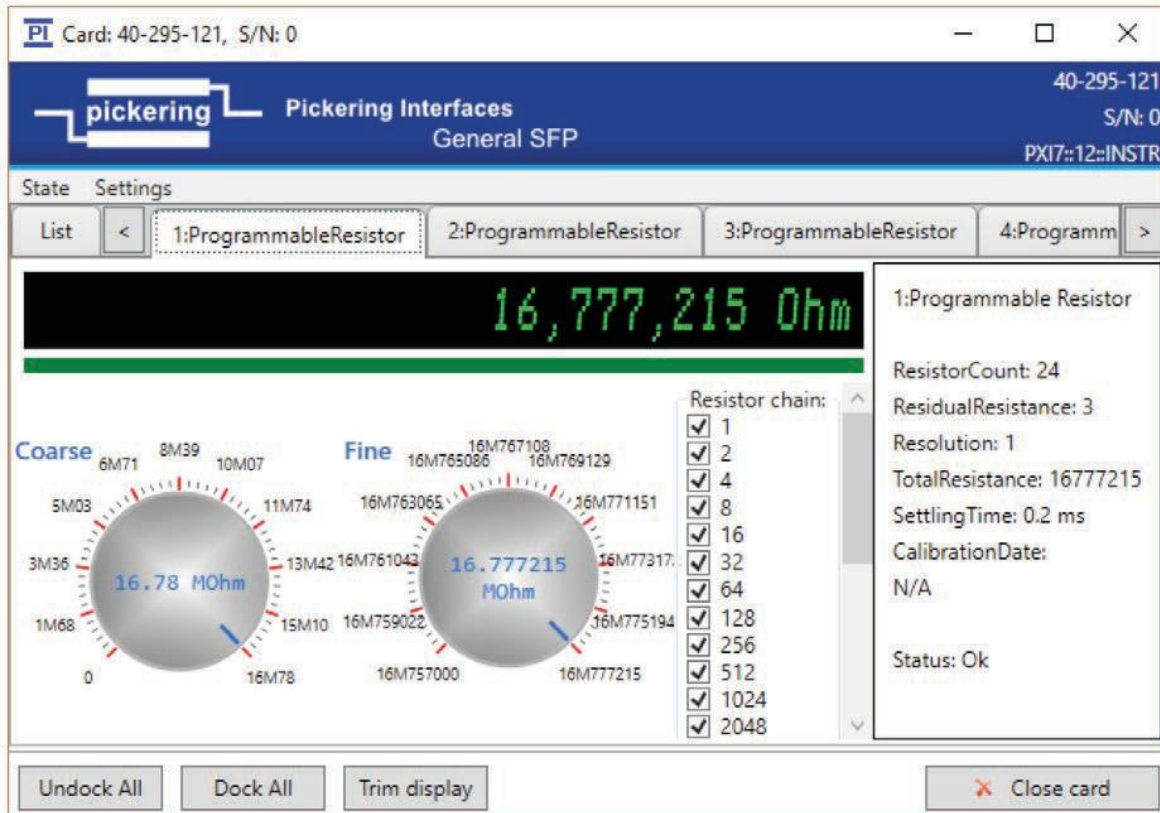 PI Card: 40-295-121, S/N: 0
pickering
Pickering Interfaces
General SFP
40-295-121
S/N: 0
PXI7::12::INSTR
State Settings
List < 1:ProgrammableResistor 2:ProgrammableResistor 3:ProgrammableResistor 4:Programm >
16,777,215 Ohm
Coarse
0
1M68
3M36
5M03
6M71
8M39
10M07
11M74
13M42
15M10
16M78
16.78 MOhm
Fine
16M757000
16M759022
16M761043
16M763065
16M765086
16M767108
16M769129
16M771151
16M77317
16M775194
16M777215
16.777215
MOhm
Resistor chain:
1
2
4
8
16
32
64
128
256
512
1024
2048
1:Programmable Resistor
ResistorCount: 24
ResidualResistance: 3
Resolution: 1
TotalResistance: 16777215
SettlingTime: 0.2 ms
CalibrationDate:
N/A
Status: Ok
Undock All Dock All Trim display Close card